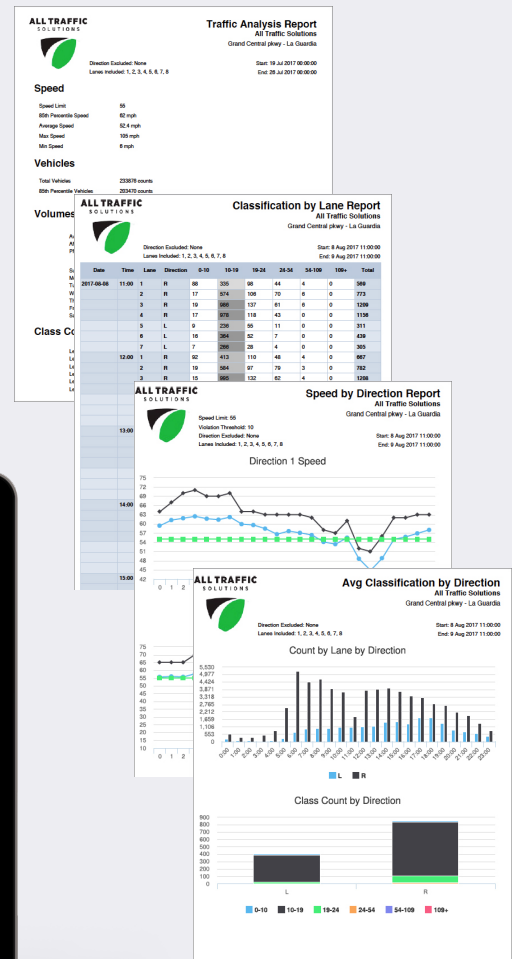 ALL TRAFFIC
SOLUTIONS
Traffic Analysis Report
All Traffic Solutions
Grand Central pkwy - La Guardia
Direction Excluded: None
Lanes Included: 1, 2, 3, 4, 5, 6, 7, 8
Start: 19 Jul 2017 00:00:00
End: 28 Jul 2017 00:00:00
Speed
Speed Limit 55
85th Percentile Speed 62 mph
Average Speed 52.4 mph
Max Speed 105 mph
Min Speed 6 mph
Vehicles
Total Vehicles 233876 counts
85th Percentile Vehicles 203470 counts
Volumes
Class Co
ALL TRAFFIC
SOLUTIONS
Classification by Lane Report
All Traffic Solutions
Grand Central pkwy - La Guardia
Direction Excluded: None
Lanes Included: 1, 2, 3, 4, 5, 6, 7, 8
Start: 8 Aug 2017 11:00:00
End: 9 Aug 2017 11:00:00
Date Time Lane Direction 0-10 10-19 19-24 24-54 54-109 109+ Total
2017-08-08 11:00 1 R 88 335 98 44 4 0 569
2 R 17 574 106 70 6 0 773
3 R 19 986 137 61 6 0 1209
4 R 17 978 118 43 0 0 1156
5 L 9 236 55 11 0 0 311
6 L 16 364 52 7 0 0 439
7 L 7 266 28 4 0 0 305
12:00 1 R 92 413 110 48 4 0 667
2 R 19 584 97 79 3 0 782
3 R 15 995 132 62 4 0 1208
13:00
14:00
15:00
ALL TRAFFIC
SOLUTIONS
Speed by Direction Report
All Traffic Solutions
Grand Central pkwy - La Guardia
Speed Limit: 55
Violation Threshold: 10
Direction Excluded: None
Lanes Included: 1, 2, 3, 4, 5, 6, 7, 8
Start: 8 Aug 2017 11:00:00
End: 9 Aug 2017 11:00:00
Direction 1 Speed
75
72
69
66
63
60
57
54
51
48
45
42
0 1 2
75
70
65
60
55
50
45
40
35
30
25
20
15
10
0 1 2
ALL TRAFFIC
SOLUTIONS
Avg Classification by Direction
All Traffic Solutions
Grand Central pkwy - La Guardia
Direction Excluded: None
Lanes Included: 1, 2, 3, 4, 5, 6, 7, 8
Start: 8 Aug 2017 11:00:00
End: 9 Aug 2017 11:00:00
Count by Lane by Direction
5,530
4,977
4,424
3,871
3,318
2,765
2,212
1,659
1,106
553
0
0:00 1:00 2:00 3:00 4:00 5:00 6:00 7:00 8:00 9:00 10:00 11:00 12:00 13:00 14:00 15:00 16:00 17:00 18:00 19:00 20:00 21:00 22:00 23:00
L R
Class Count by Direction
900
800
700
600
500
400
300
200
100
0
L R
0-10 10-19 19-24 24-54 54-109 109+